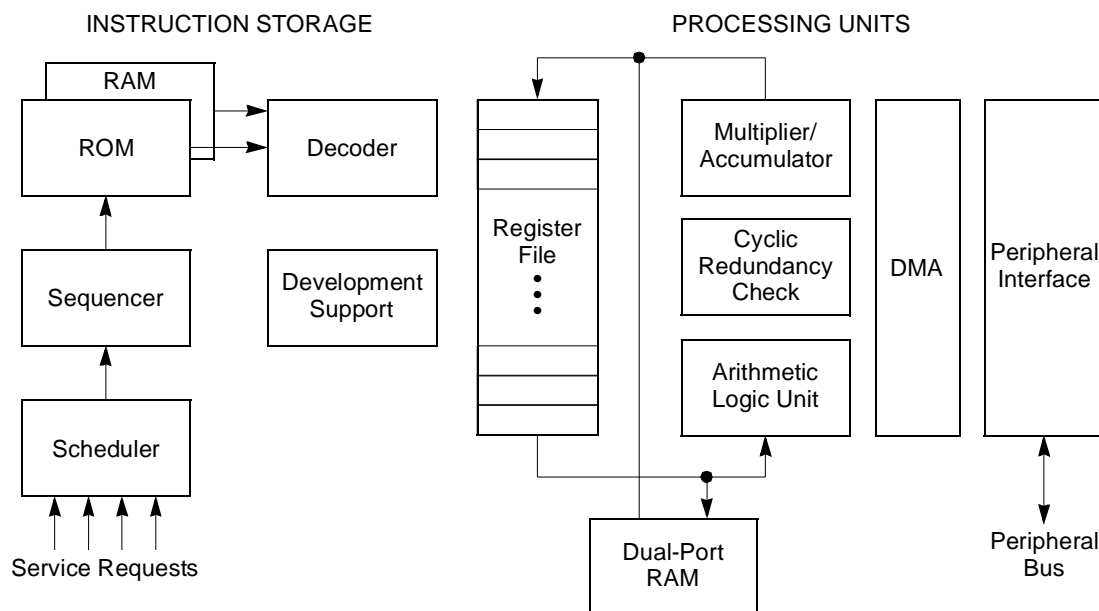 INSTRUCTION STORAGE
PROCESSING UNITS
RAM
ROM
Decoder
Sequencer
Development
Support
Scheduler
Service Requests
Register
File
Multiplier/
Accumulator
Cyclic
Redundancy
Check
Arithmetic
Logic Unit
DMA
Peripheral
Interface
Dual-Port
RAM
Peripheral
Bus